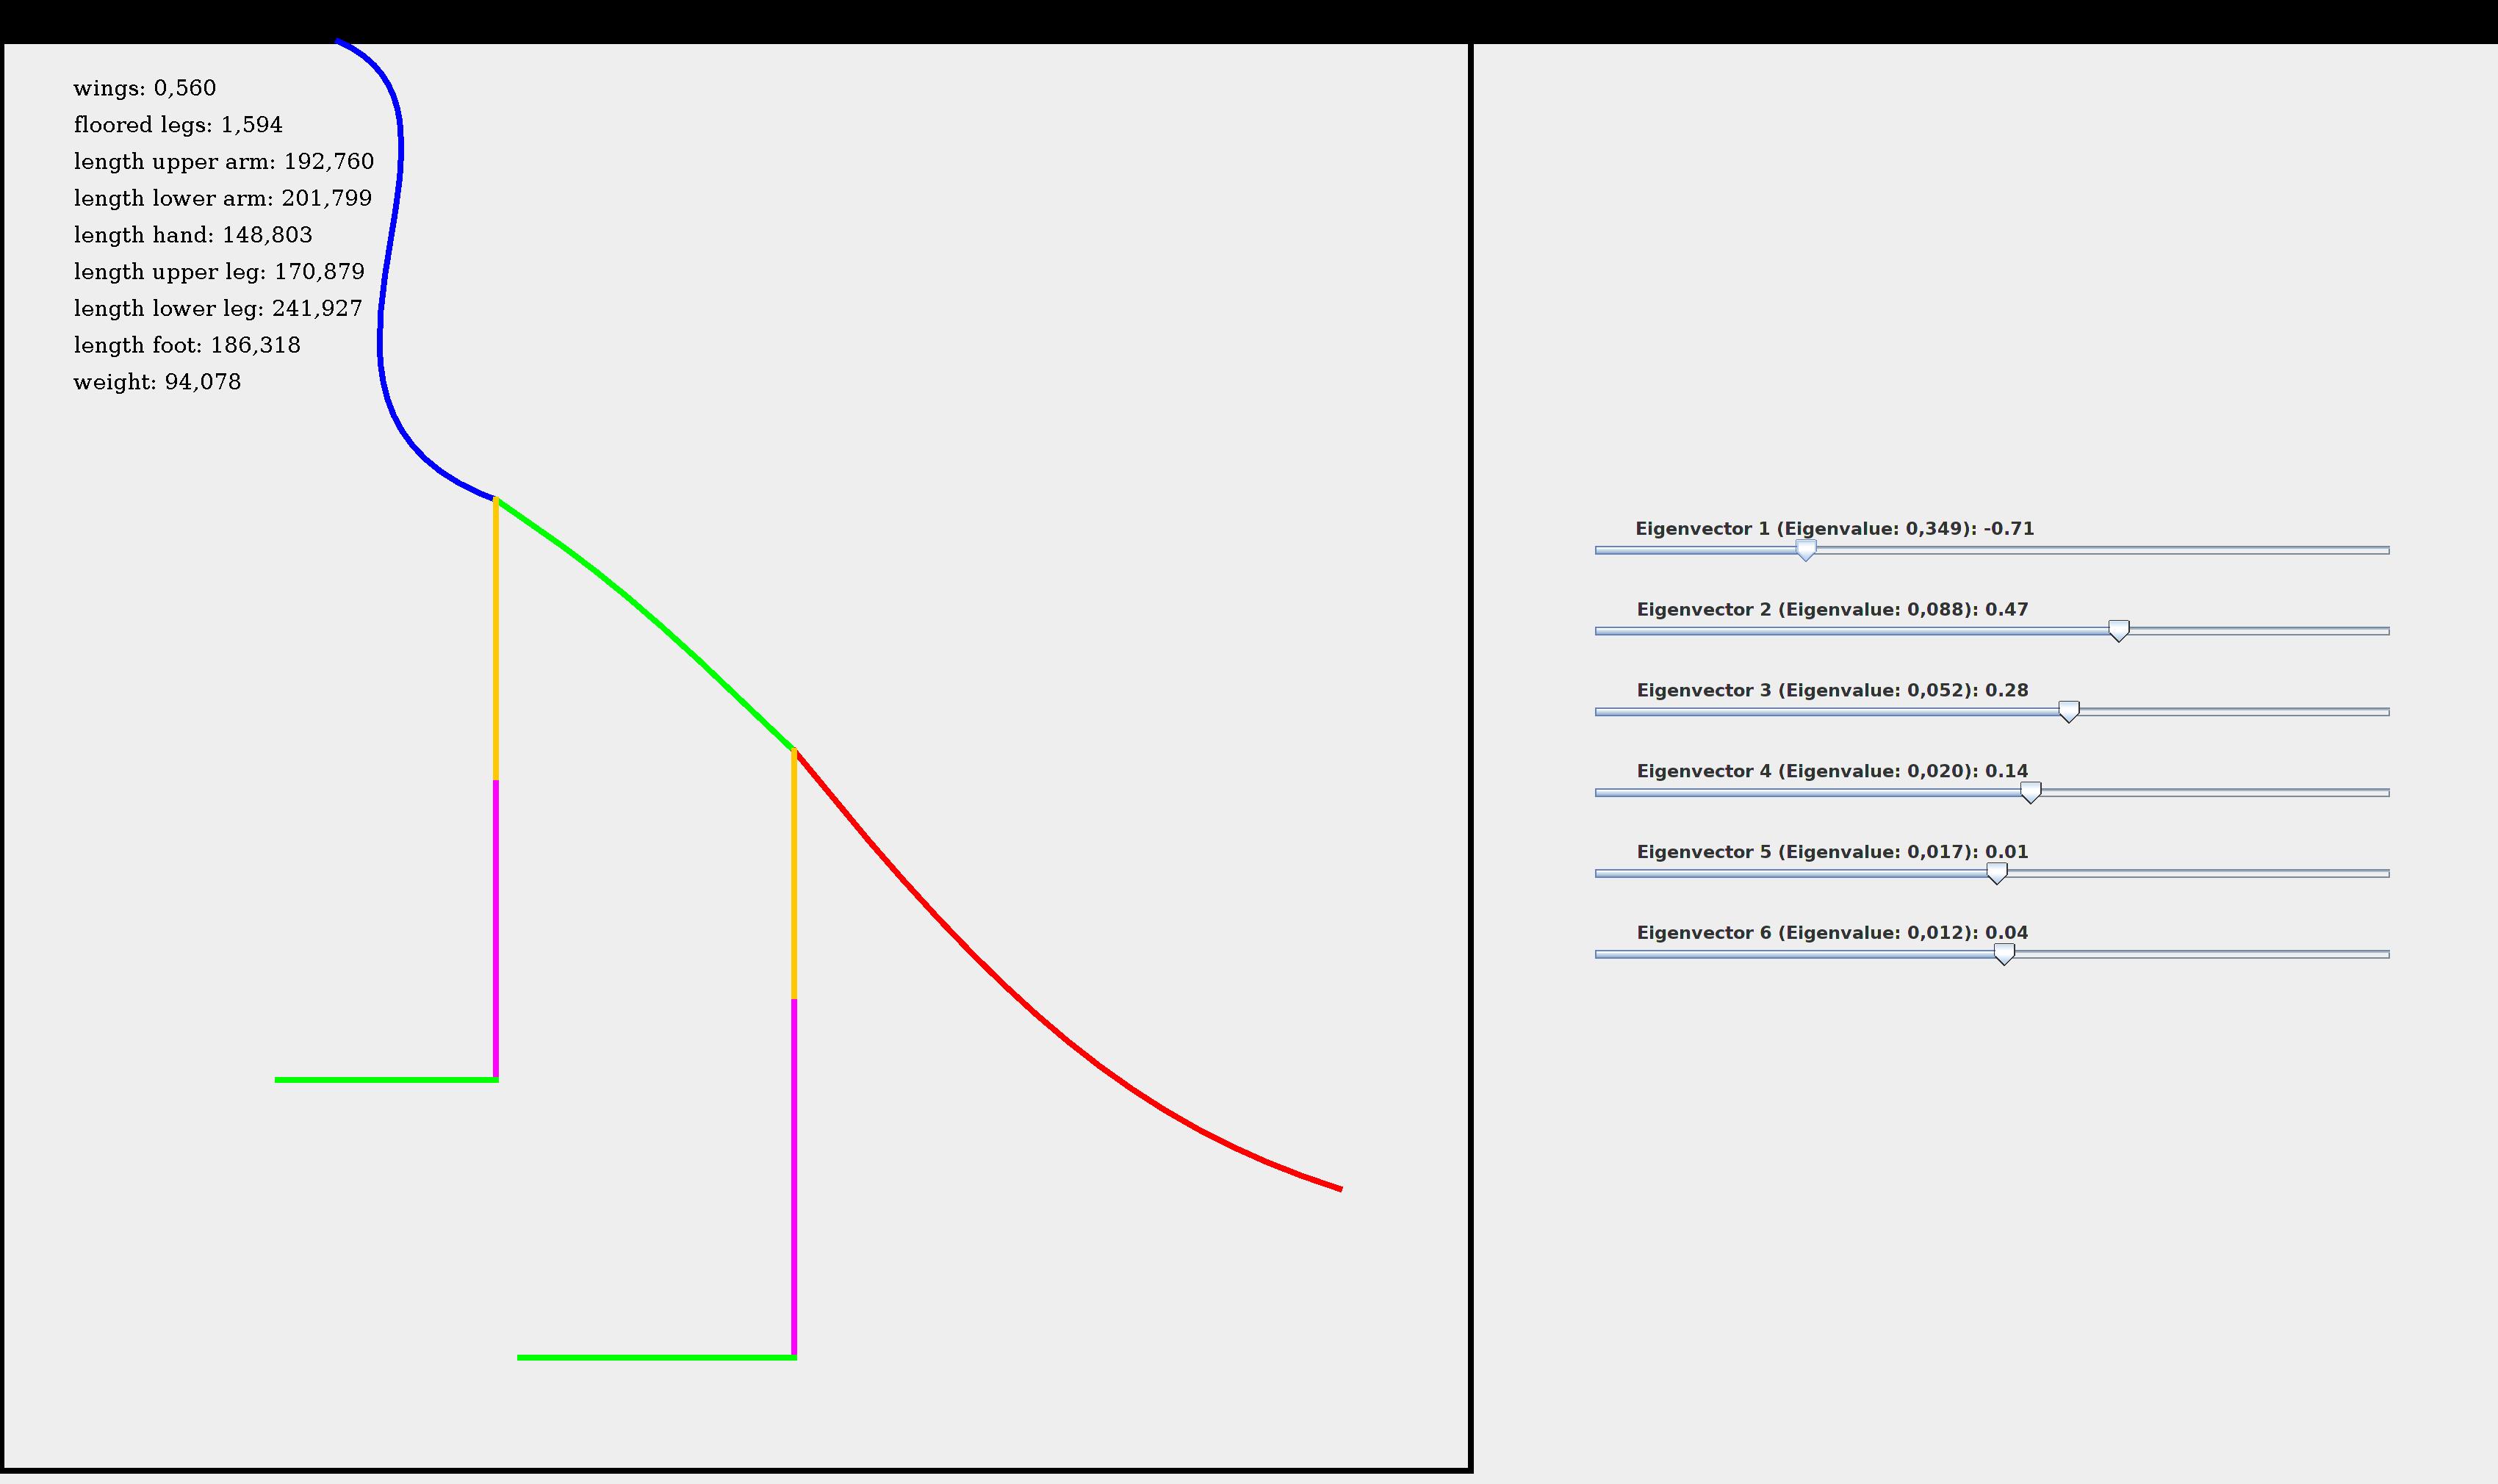 wings: 0,560
floored legs: 1,594
length upper arm: 192,760
length lower arm: 201,799
length hand: 148,803
length upper leg: 170,879
length lower leg: 241,927
length foot: 186,318
weight: 94,078
Eigenvector 1 (Eigenvalue: 0,349): -0.71
Eigenvector 2 (Eigenvalue: 0,088): 0.47
Eigenvector 3 (Eigenvalue: 0,052): 0.28
Eigenvector 4 (Eigenvalue: 0,020): 0.14
Eigenvector 5 (Eigenvalue: 0,017): 0.01
Eigenvector 6 (Eigenvalue: 0,012): 0.04